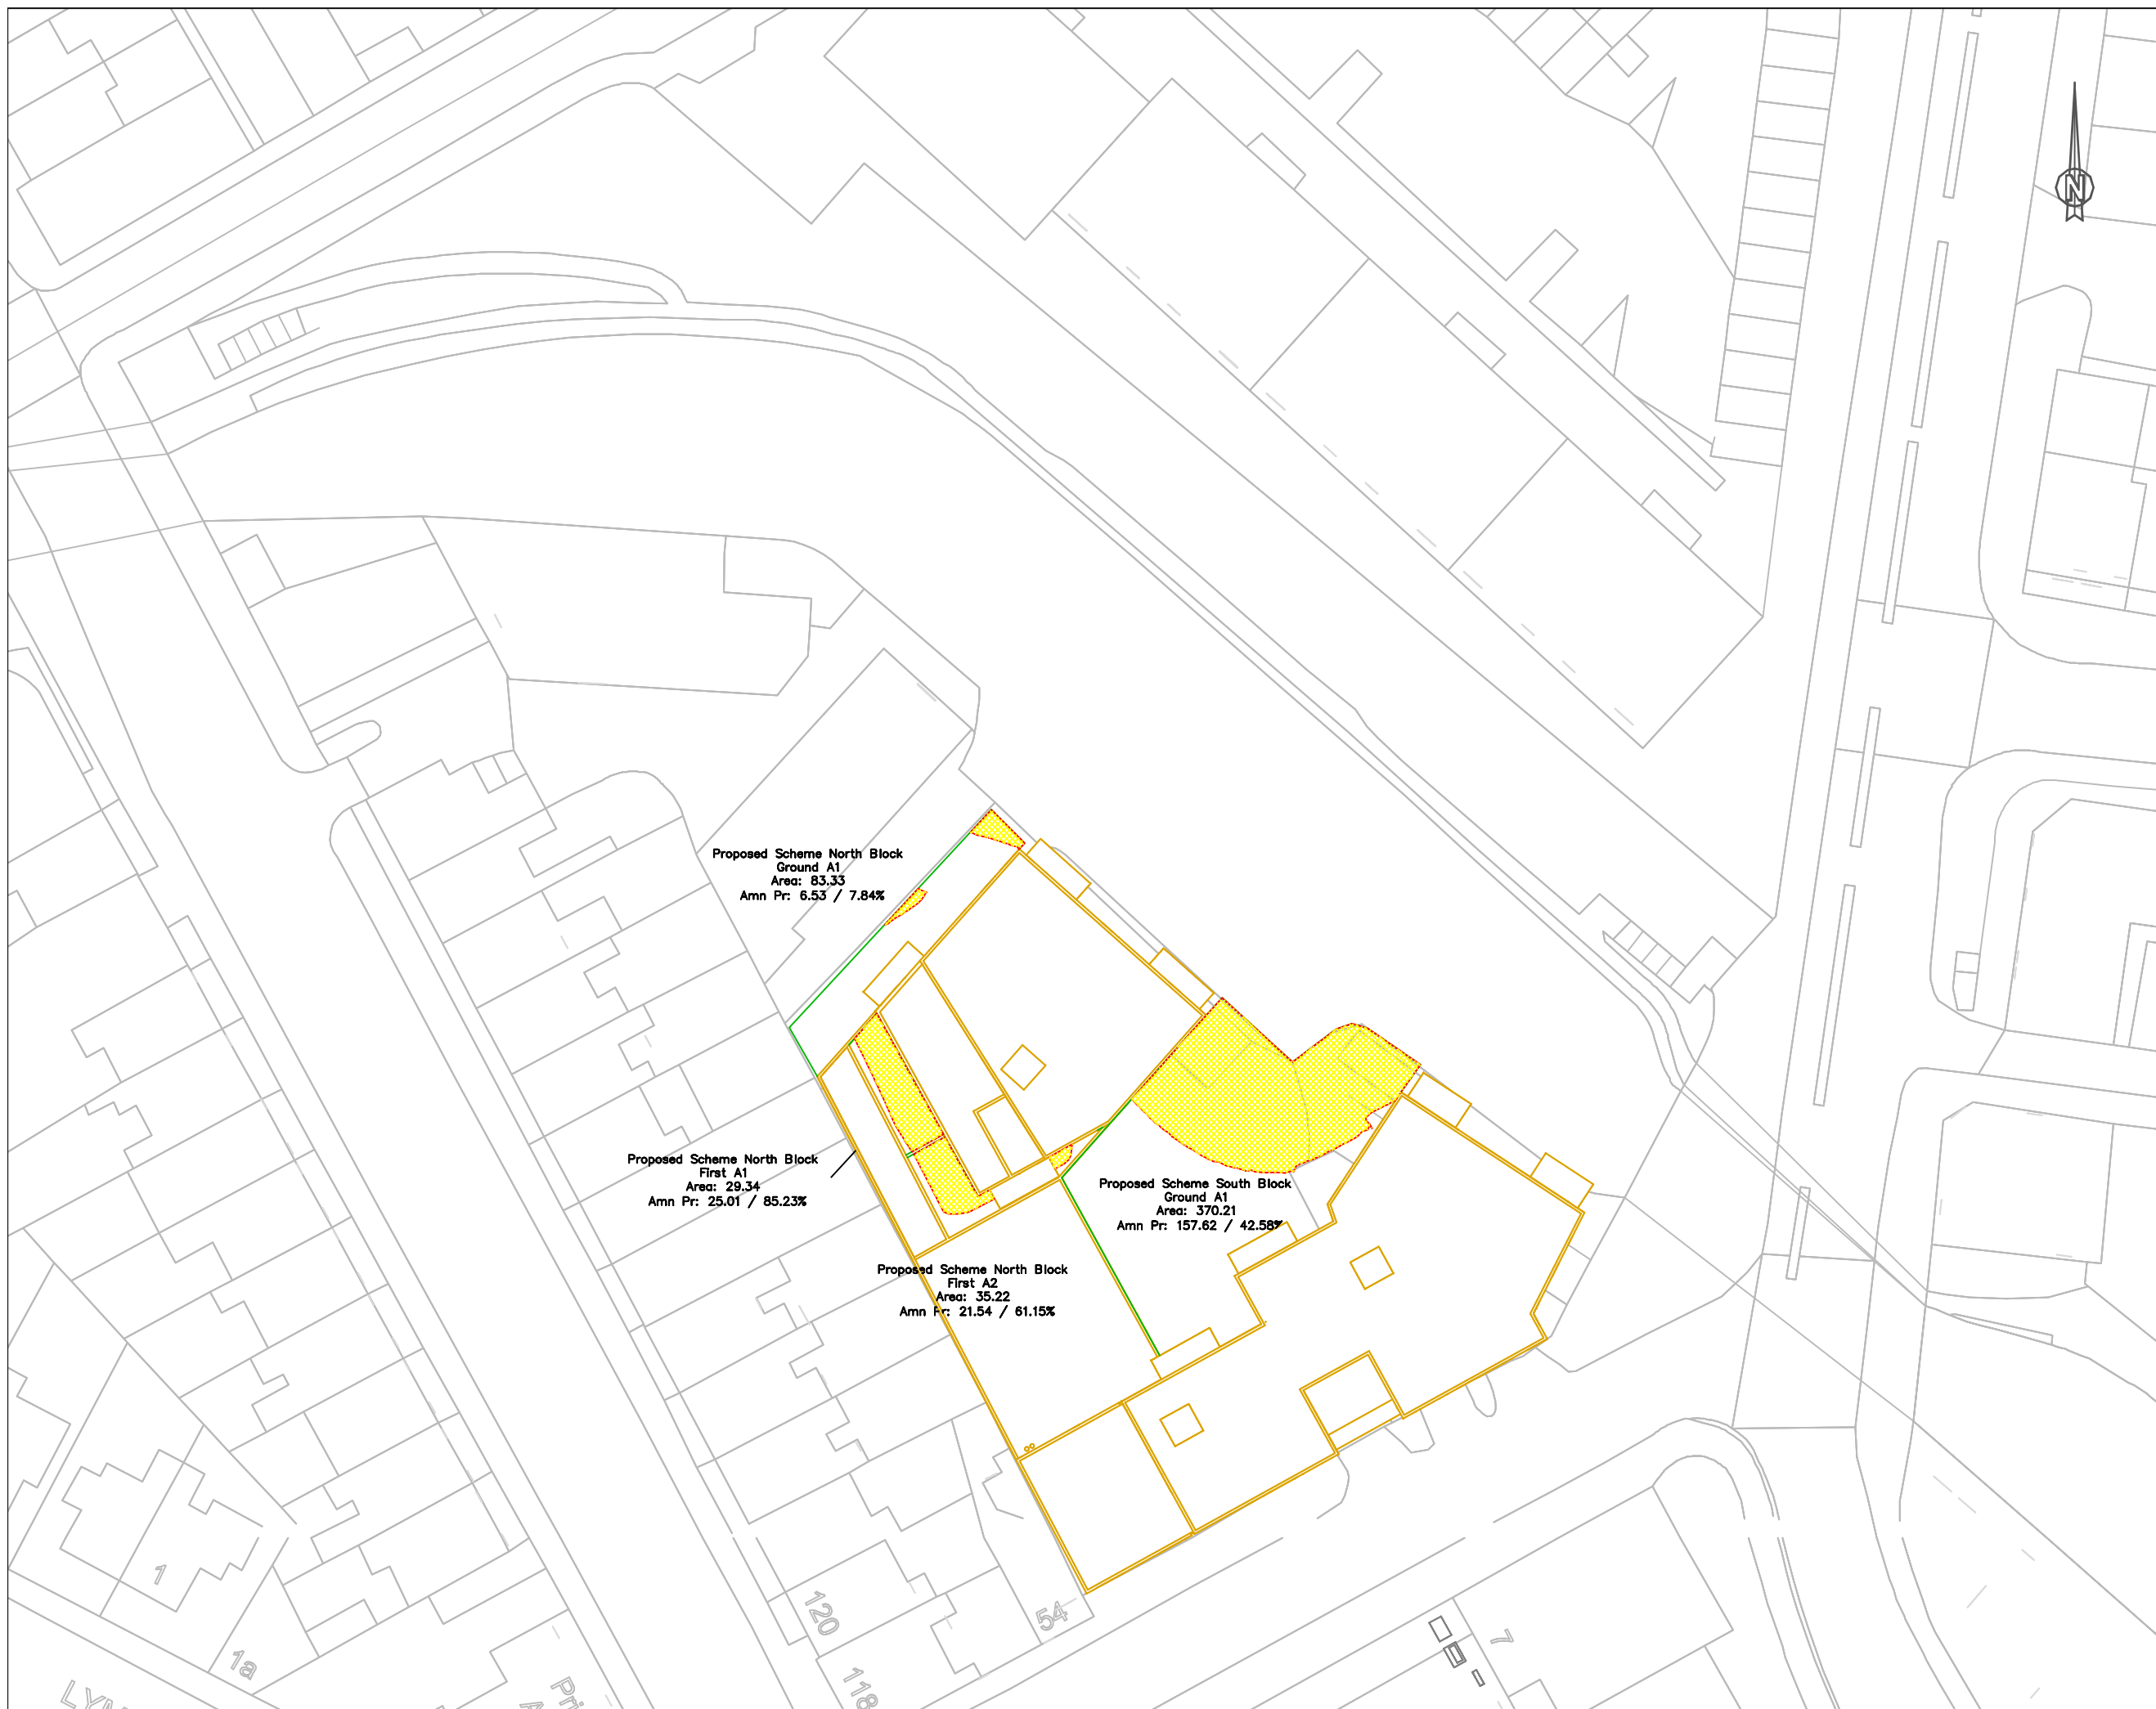 N
Proposed Scheme North Block
Ground A1
Area: 83.33
Amn Pr: 6.53 / 7.84%
Proposed Scheme North Block
First A1
Area: 29.34
Amn Pr: 25.01 / 85.23%
Proposed Scheme South Block
Ground A1
Area: 370.21
Amn Pr: 157.62 / 42.58%
Proposed Scheme North Block
First A2
Area: 35.22
Amn Pr: 21.54 / 61.15%
1
1a
120
54
118
7